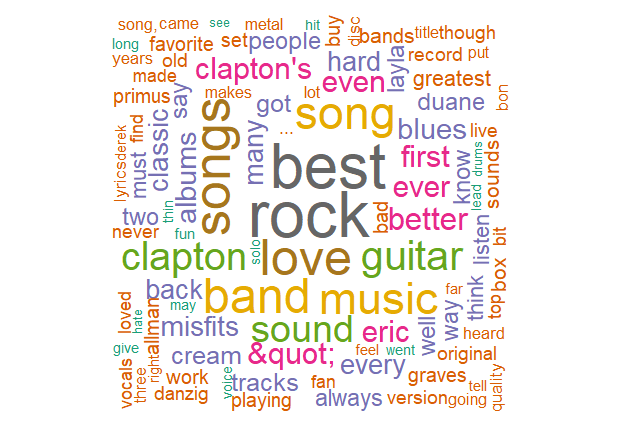 song, came see metal hit disc title though
long favorite set people buy bands record put
years old clapton's hard layla greatest
made even bon
primus say makes lot got song duane
classic songs albums many ... blues live
find must best first know lead drums sounds
lyrics derek ever
two thin rock bad better listen bit
never fun solo
clapton love guitar box
back band music far think top
loved hate may misfits sound eric well way heard
give allman cream &quot; every original
right feel went
vocals three work tracks fan graves tell quality
danzig voice playing always version going